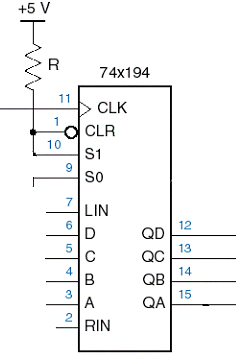 +5 V
R
74x194
11 CLK
1 CLR
10 S1
9 S0
7 LIN
6 D QD 12
5 C QC 13
4 B QB 14
3 A QA 15
2 RIN